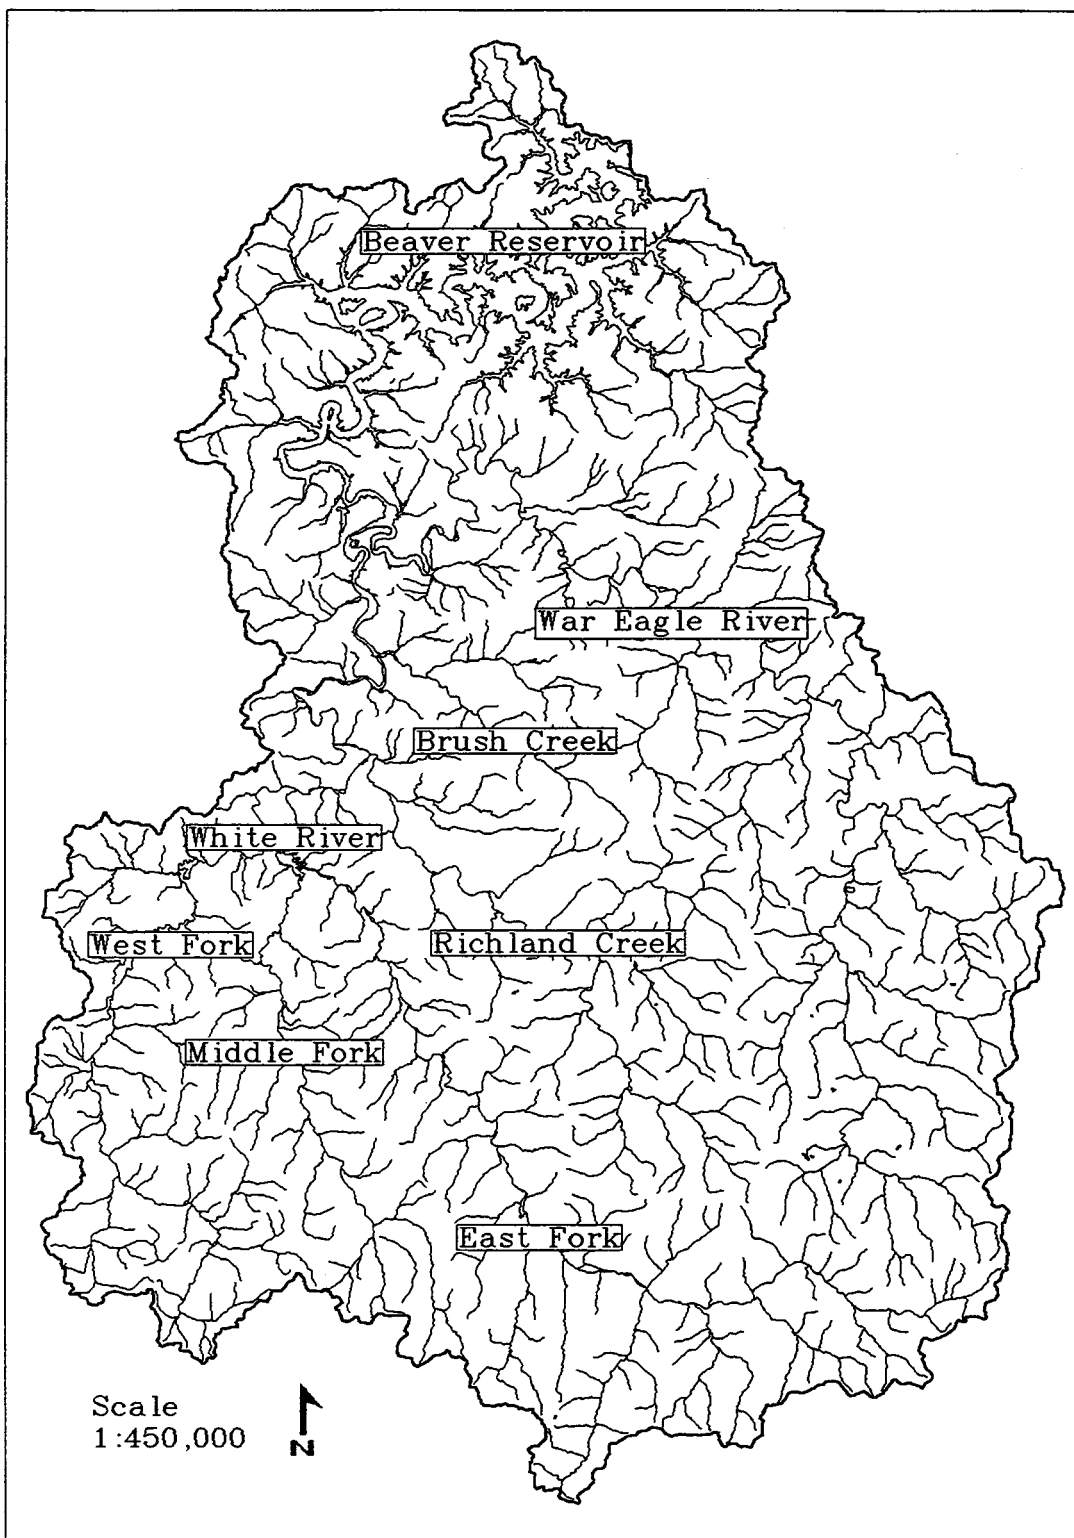 Beaver Reservoir
War Eagle River
Brush Creek
White River
West Fork
Richland Creek
Middle Fork
East Fork
Scale
1:450,000
N